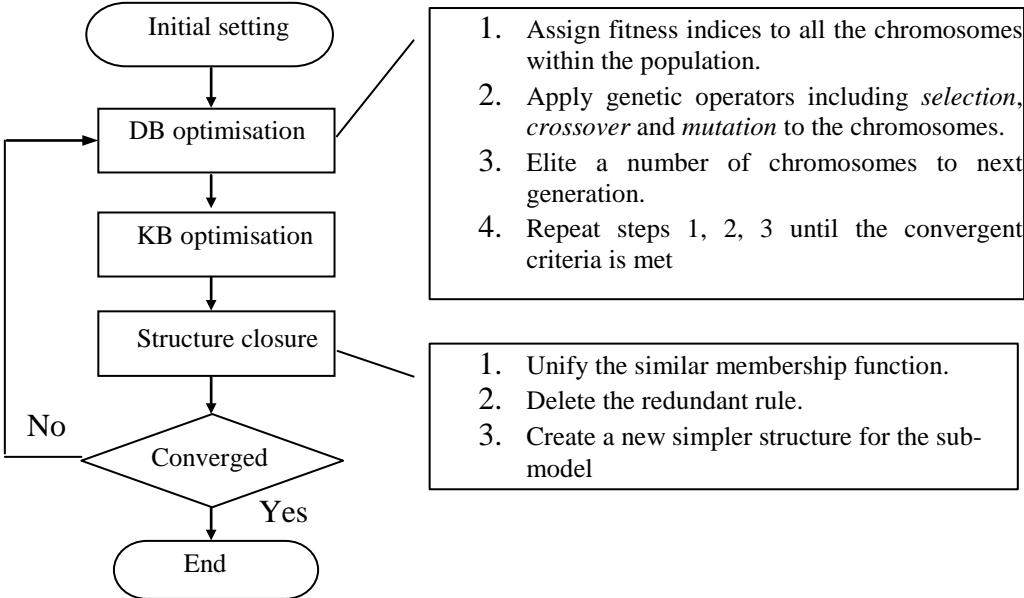 Initial setting
DB optimisation
KB optimisation
Structure closure
No
Converged
Yes
End
1. Assign fitness indices to all the chromosomes
within the population.
2. Apply genetic operators including selection,
crossover and mutation to the chromosomes.
3. Elite a number of chromosomes to next
generation.
4. Repeat steps 1, 2, 3 until the convergent
criteria is met
1. Unify the similar membership function.
2. Delete the redundant rule.
3. Create a new simpler structure for the sub-
model